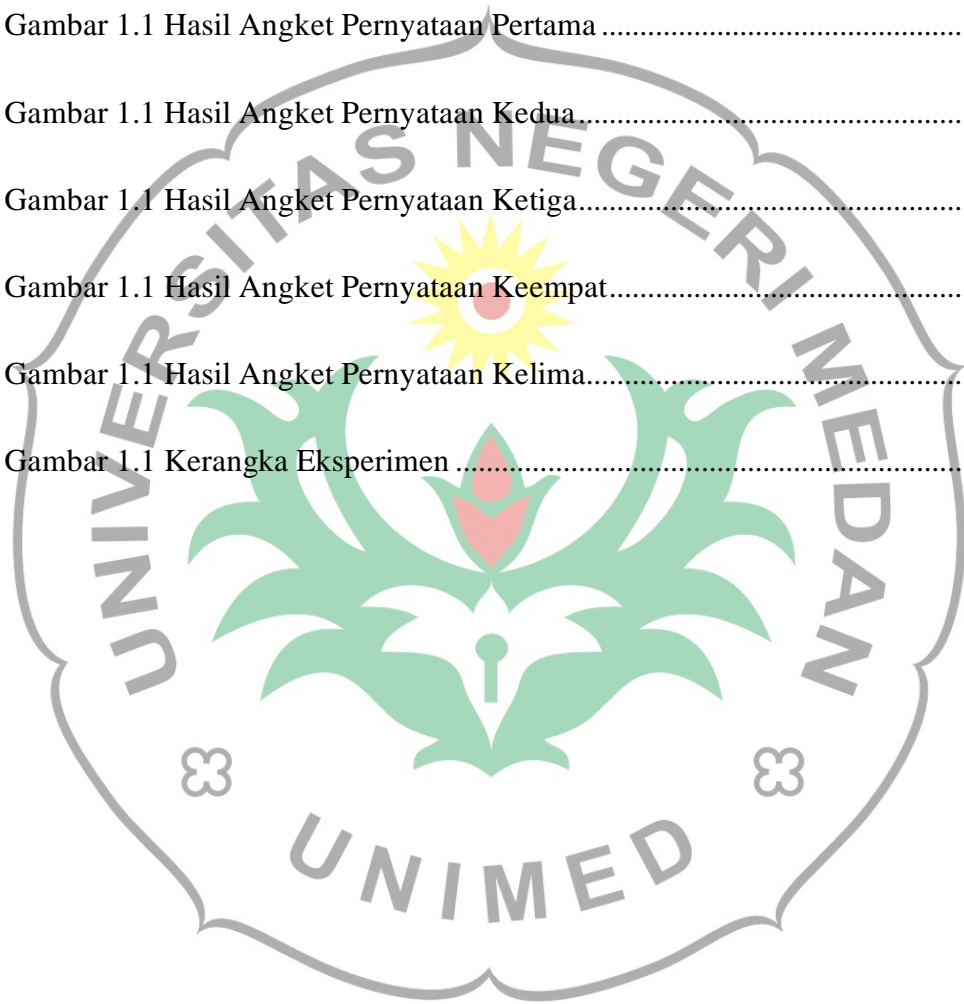 Gambar 1.1 Hasil Angket Pernyataan Pertama ............................................
Gambar 1.1 Hasil Angket Pernyataan Kedua ...............................................
Gambar 1.1 Hasil Angket Pernyataan Ketiga ...............................................
Gambar 1.1 Hasil Angket Pernyataan Keempat ...........................................
Gambar 1.1 Hasil Angket Pernyataan Kelima ..............................................
Gambar 1.1 Kerangka Eksperimen ..............................................................
UNIVERSITAS NEGERI MEDAN
UNIMED